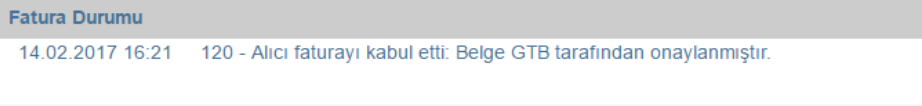 Fatura Durumu
14.02.2017 16:21 120 - Alıcı faturayı kabul etti: Belge GTB tarafından onaylanmıştır.